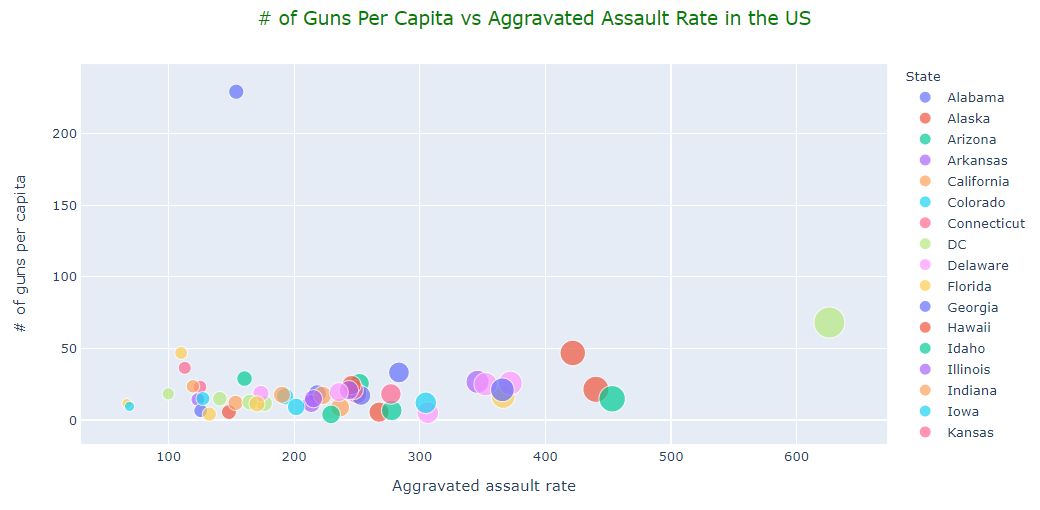 # of Guns Per Capita vs Aggravated Assault Rate in the US
# of guns per capita
200
150
100
50
0
100
200
300
400
500
600
Aggravated assault rate
State
Alabama
Alaska
Arizona
Arkansas
California
Colorado
Connecticut
DC
Delaware
Florida
Georgia
Hawaii
Idaho
Illinois
Indiana
Iowa
Kansas